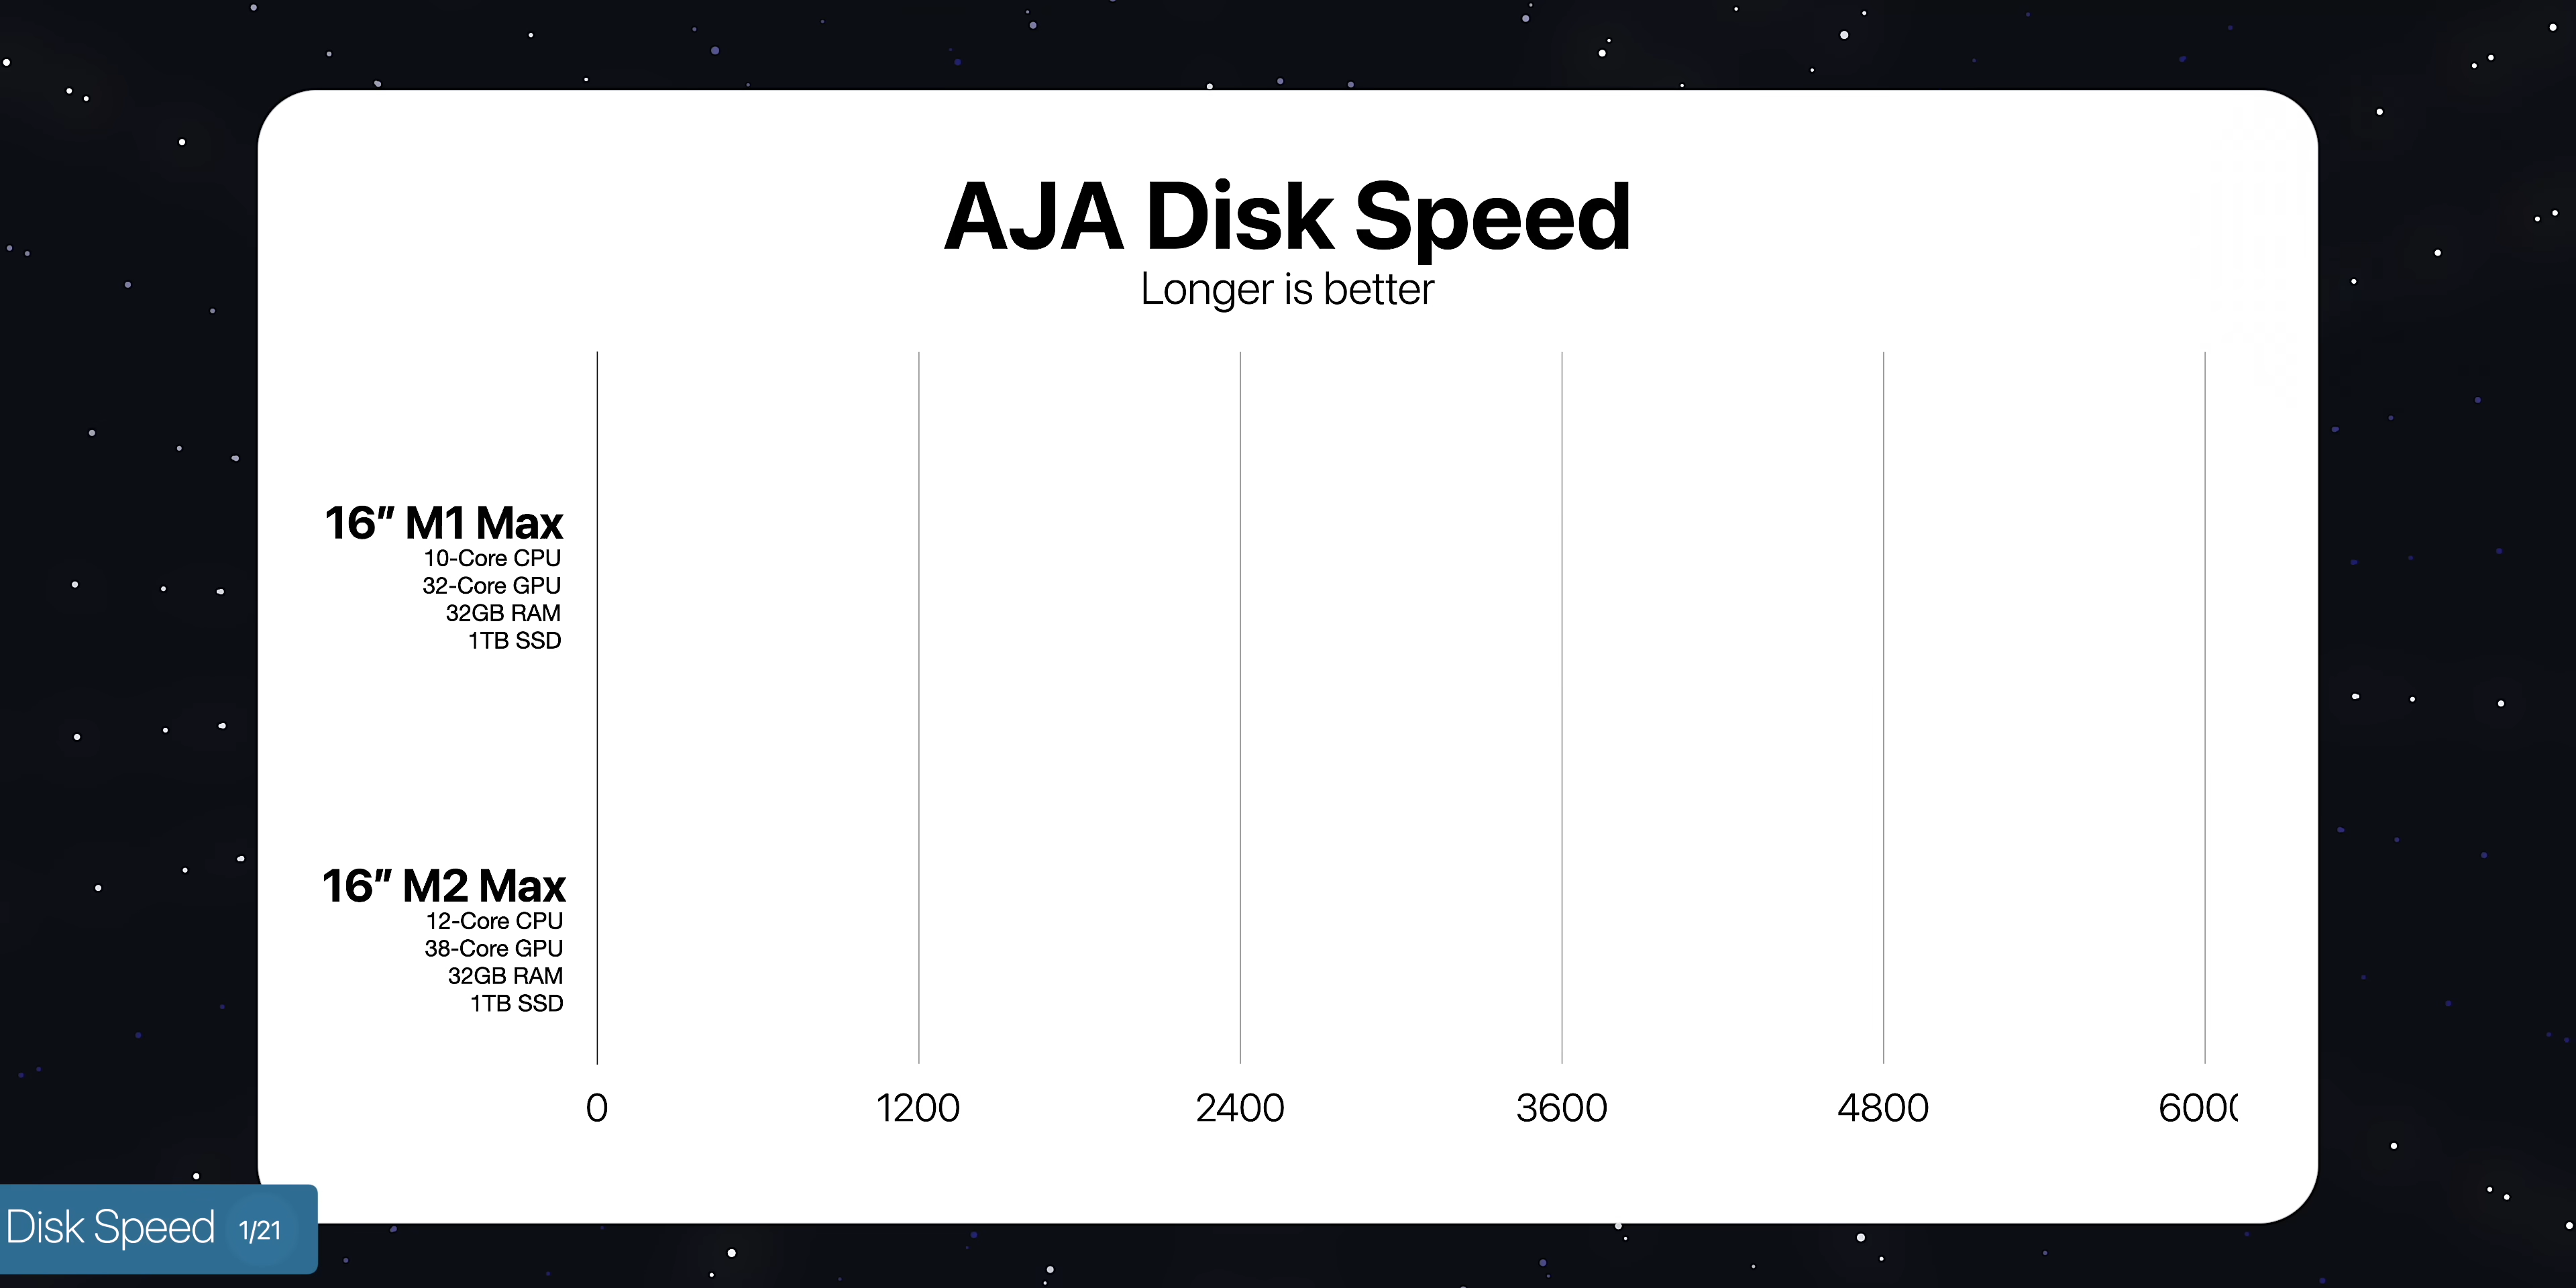 AJA Disk Speed
Longer is better
16" M1 Max
10-Core CPU
32-Core GPU
32GB RAM
1TB SSD
16" M2 Max
12-Core CPU
38-Core GPU
32GB RAM
1TB SSD
0 1200 2400 3600 4800 6000
Disk Speed 1/21